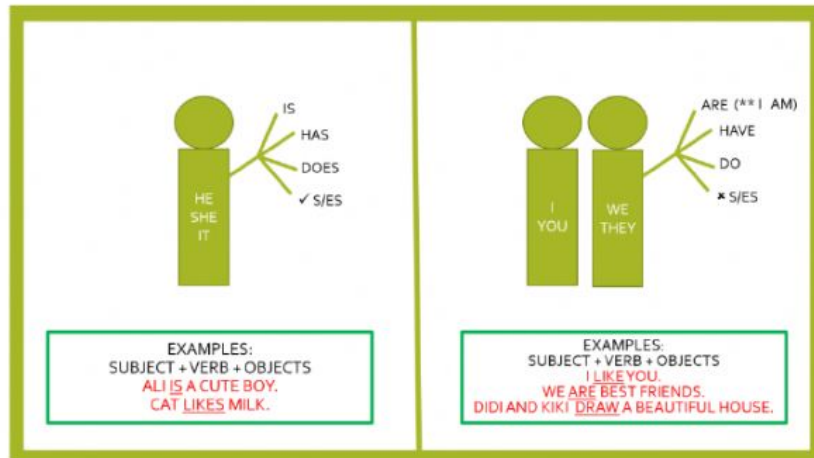 IS
HAS
DOES
✓ S/ES
HE
SHE
IT
EXAMPLES:
SUBJECT + VERB + OBJECTS
ALI IS A CUTE BOY.
CAT LIKES MILK.
ARE (** I AM)
HAVE
DO
✖ S/ES
I
YOU
WE
THEY
EXAMPLES:
SUBJECT + VERB + OBJECTS
I LIKE YOU.
WE ARE BEST FRIENDS.
DIDI AND KIKI DRAW A BEAUTIFUL HOUSE.